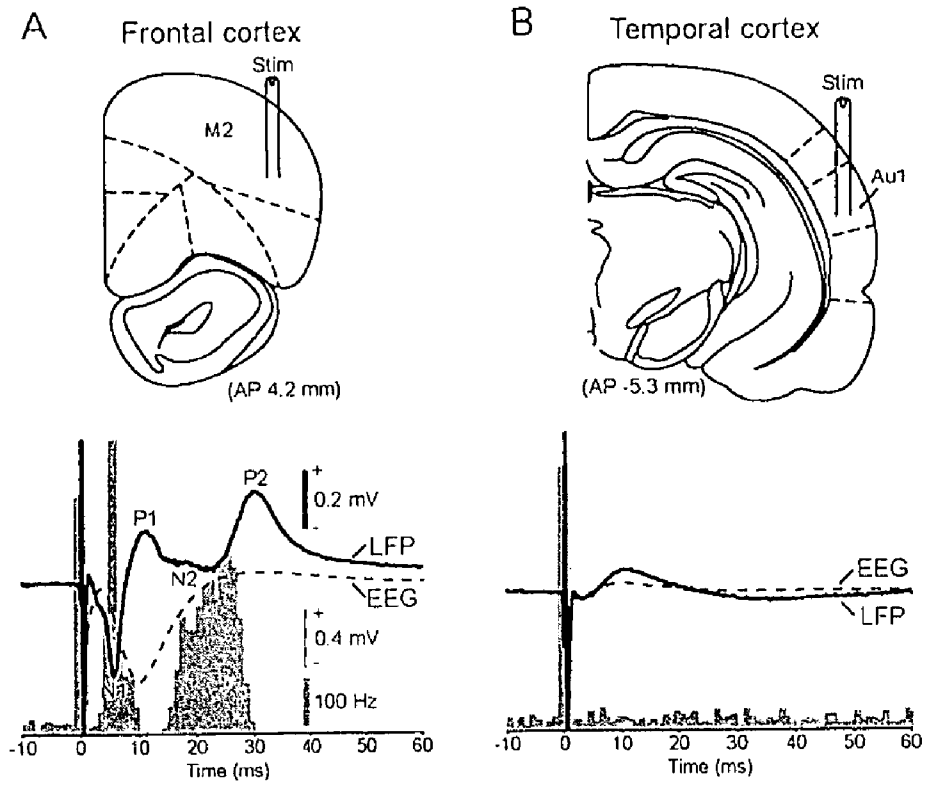 A
Frontal cortex
Stim
M2
(AP 4.2 mm)
B
Temporal cortex
Stim
Au1
(AP -5.3 mm)
P1
P2
N2
N1
+
0.2 mV
-
LFP
EEG
+
0.4 mV
-
100 Hz
-10 0 10 20 30 40 50 60
Time (ms)
EEG
LFP
-10 0 10 20 30 40 50 60
Time (ms)